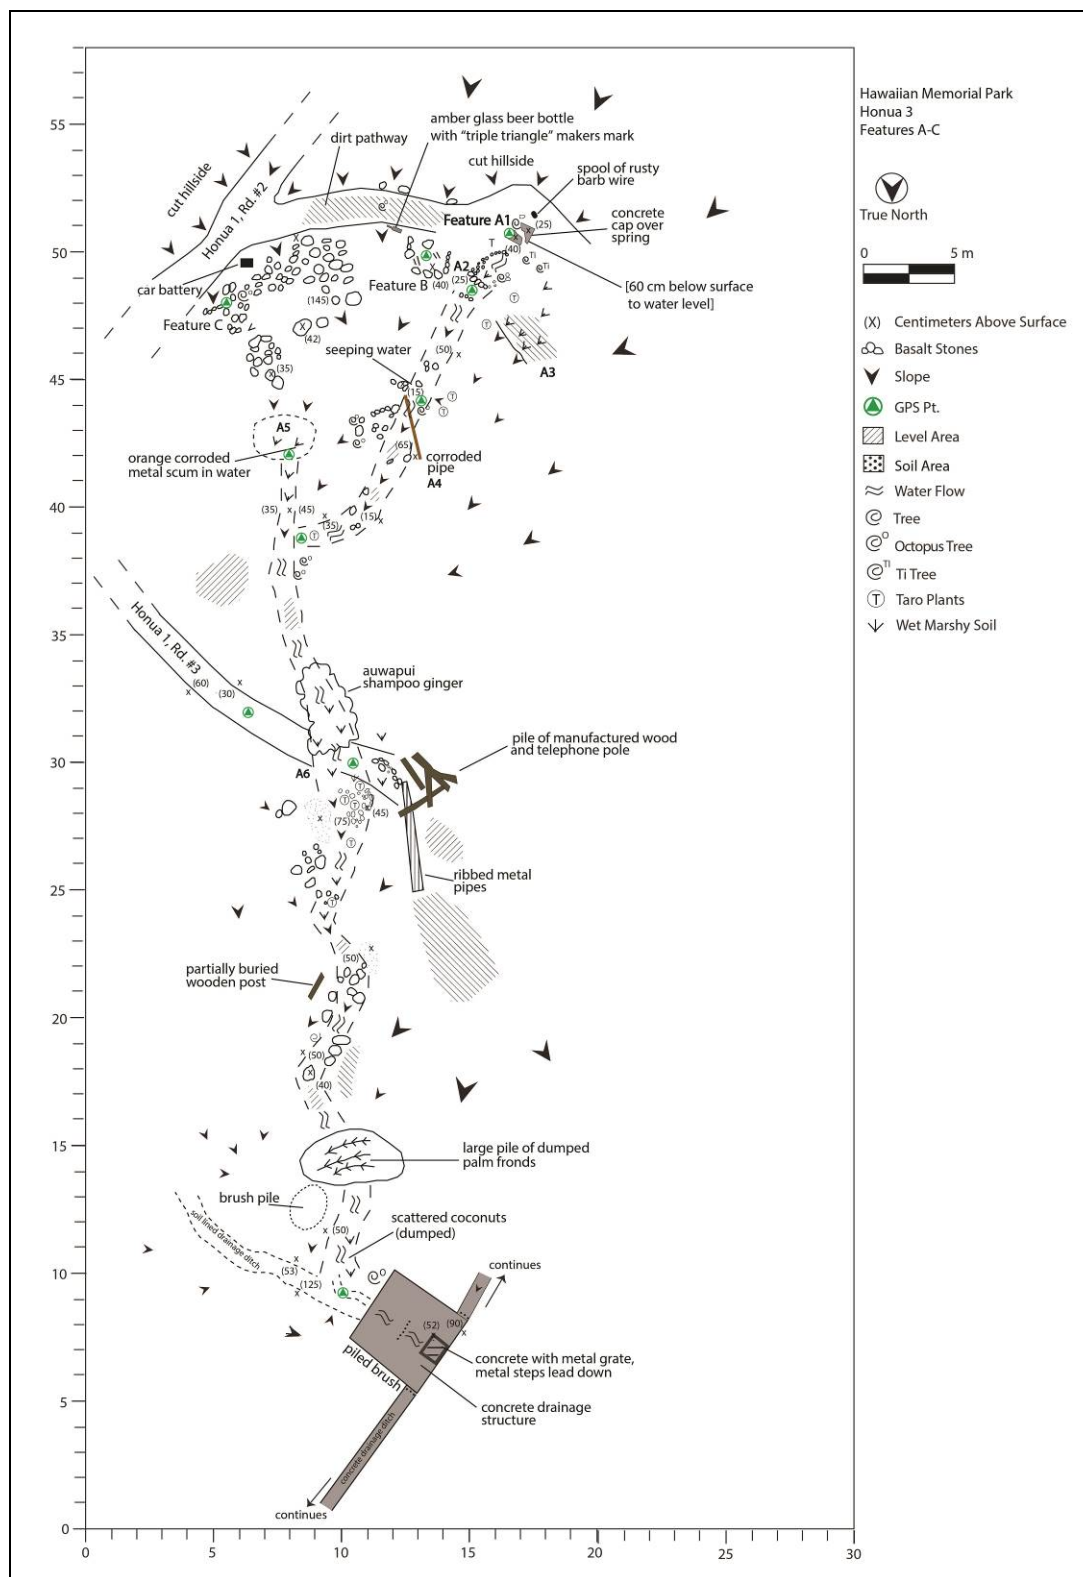 Hawaiian Memorial Park
Honua 3
Features A-C
True North
0
5 m
(X) Centimeters Above Surface
Basalt Stones
Slope
GPS Pt.
Level Area
Soil Area
Water Flow
Tree
O
Octopus Tree
TI
Ti Tree
T
Taro Plants
Wet Marshy Soil
55
50
45
40
35
30
25
20
15
10
5
0
0
5
10
15
20
25
30
amber glass beer bottle
with "triple triangle" makers mark
dirt pathway
cut hillside
cut hillside
spool of rusty
barb wire
Honua 1, Rd. #2
Feature A1
(25)
concrete
cap over
spring
T
(40)
Ti
Ti
A2
(25)
car battery
Feature B
(40)
[60 cm below surface
to water level]
(145)
Feature C
(42)
T
T
seeping water
(50)
A3
(35)
(15)
T
T
A5
(65)
corroded
pipe
A4
orange corroded
metal scum in water
(35)
(45)
(35)
(15)
T
Honua 1, Rd. #3
auwapui
shampoo ginger
(60)
(30)
pile of manufactured wood
and telephone pole
A6
T
T
T
(45)
(75)
T
ribbed metal
pipes
T
(50)
partially buried
wooden post
(50)
(40)
large pile of dumped
palm fronds
brush pile
scattered coconuts
(dumped)
(50)
soil lined drainage ditch
(53)
(125)
continues
(52)
(90)
piled brush
concrete with metal grate,
metal steps lead down
concrete drainage
structure
concrete drainage ditch
continues